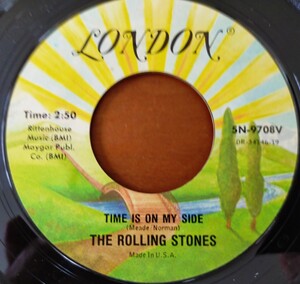 LONDON®
Time: 2:50
Rittenhouse
Music (BMI)
Maygar Publ.
Co. (BMI)
5N-9708V
TIME IS ON MY SIDE
(Meade/Norman)
THE ROLLING STONES
Made In U.S.A.